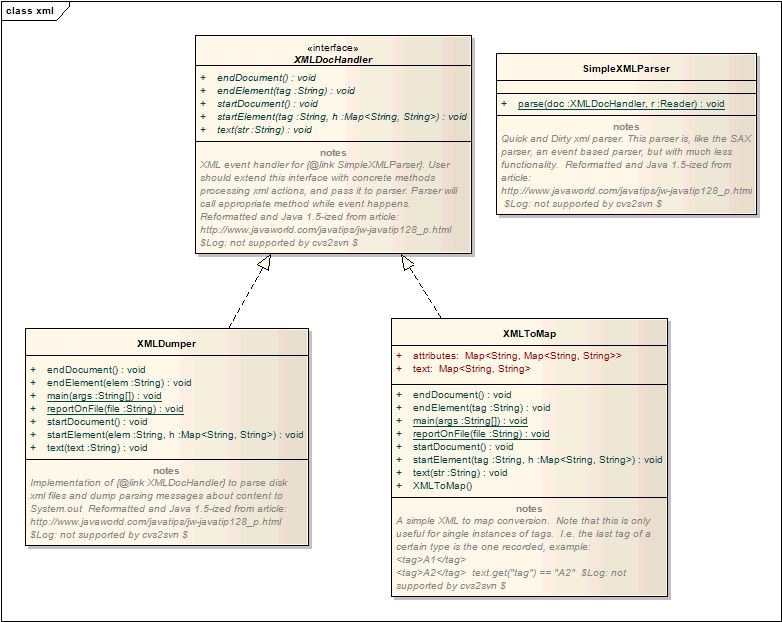 class xml
«interface»
XMLDocHandler
+ endDocument() : void
+ endElement(tag :String) : void
+ startDocument() : void
+ startElement(tag :String, h :Map<String, String>) : void
+ text(str :String) : void
notes
XML event handler for {@link SimpleXMLParser}. User
should extend this interface with concrete methods
processing xml actions, and pass it to parser. Parser will
call appropriate method while event happens.
Reformatted and Java 1.5-ized from article:
http://www.javaworld.com/javatips/jw-javatip128_p.html
$Log: not supported by cvs2svn $
SimpleXMLParser
+ parse(doc :XMLDocHandler, r :Reader) : void
notes
Quick and Dirty xml parser. This parser is, like the SAX
parser, an event based parser, but with much less
functionality.  Reformatted and Java 1.5-ized from
article:
http://www.javaworld.com/javatips/jw-javatip128_p.html
$Log: not supported by cvs2svn $
XMLDumper
+ endDocument() : void
+ endElement(elem :String) : void
+ main(args :String[]) : void
+ reportOnFile(file :String) : void
+ startDocument() : void
+ startElement(elem :String, h :Map<String, String>) : void
+ text(text :String) : void
notes
Implementation of {@link XMLDocHandler} to parse disk
xml files and dump parsing messages about content to
System.out  Reformatted and Java 1.5-ized from article:
http://www.javaworld.com/javatips/jw-javatip128_p.html
$Log: not supported by cvs2svn $
XMLToMap
+ attributes:  Map<String, Map<String, String>>
+ text:  Map<String, String>
+ endDocument() : void
+ endElement(tag :String) : void
+ main(args :String[]) : void
+ reportOnFile(file :String) : void
+ startDocument() : void
+ startElement(tag :String, h :Map<String, String>) : void
+ text(str :String) : void
+ XMLToMap()
notes
A simple XML to map conversion.  Note that this is only
useful for single instances of tags.  I.e. the last tag of a
certain type is the one recorded, example:
<tag>A1</tag>
<tag>A2</tag>  text.get("tag") == "A2"  $Log: not
supported by cvs2svn $